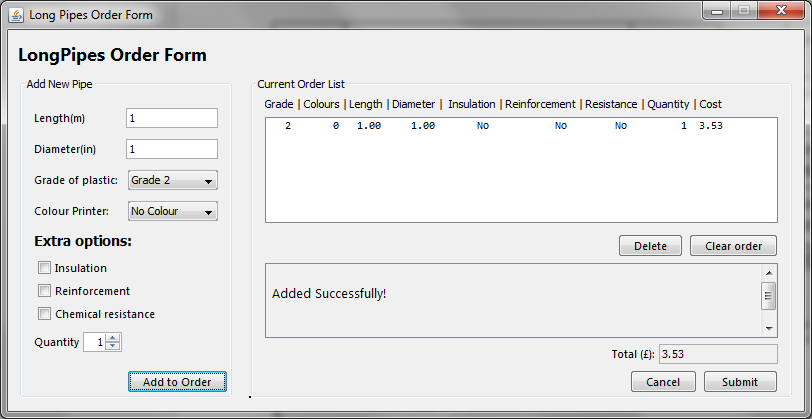 Long Pipes Order Form
LongPipes Order Form
Add New Pipe
Length(m) 1
Diameter(in) 1
Grade of plastic: Grade 2
Colour Printer: No Colour
Extra options:
Insulation
Reinforcement
Chemical resistance
Quantity 1
Add to Order
Current Order List
Grade | Colours | Length | Diameter | Insulation | Reinforcement | Resistance | Quantity | Cost
2 0 1.00 1.00 No No No 1 3.53
Delete Clear order
Added Successfully!
Total (£): 3.53
Cancel Submit